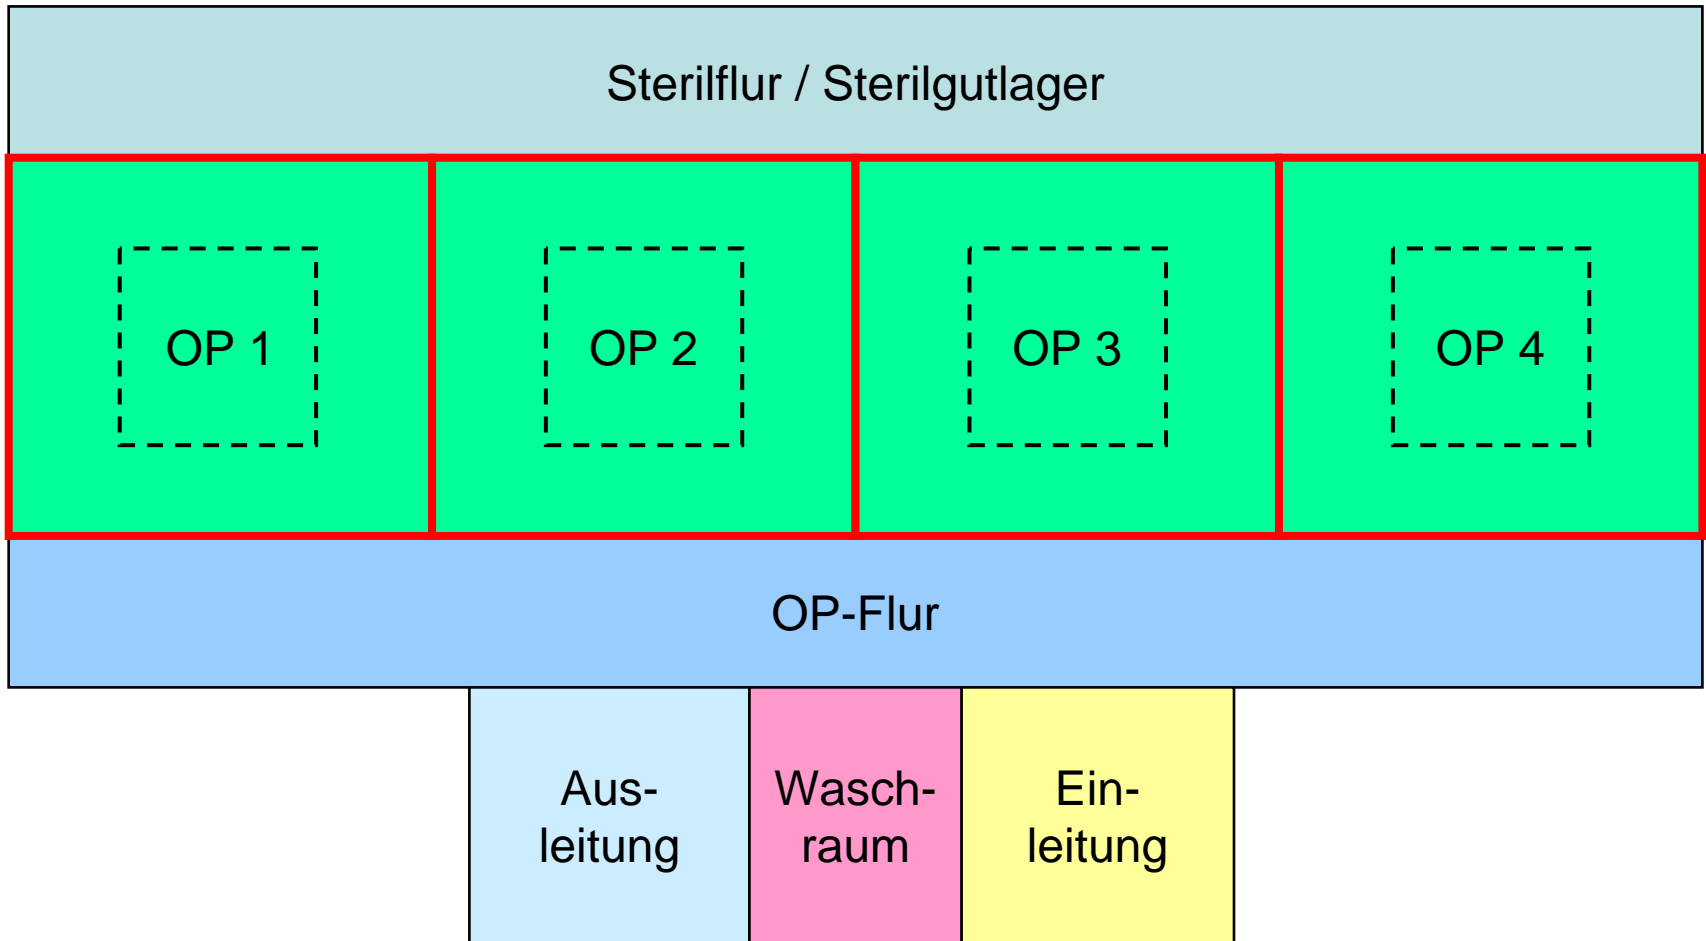 Sterilflur / Sterilgutlager
OP 1
OP 2
OP 3
OP 4
OP-Flur
Aus-
leitung
Wasch-
raum
Ein-
leitung